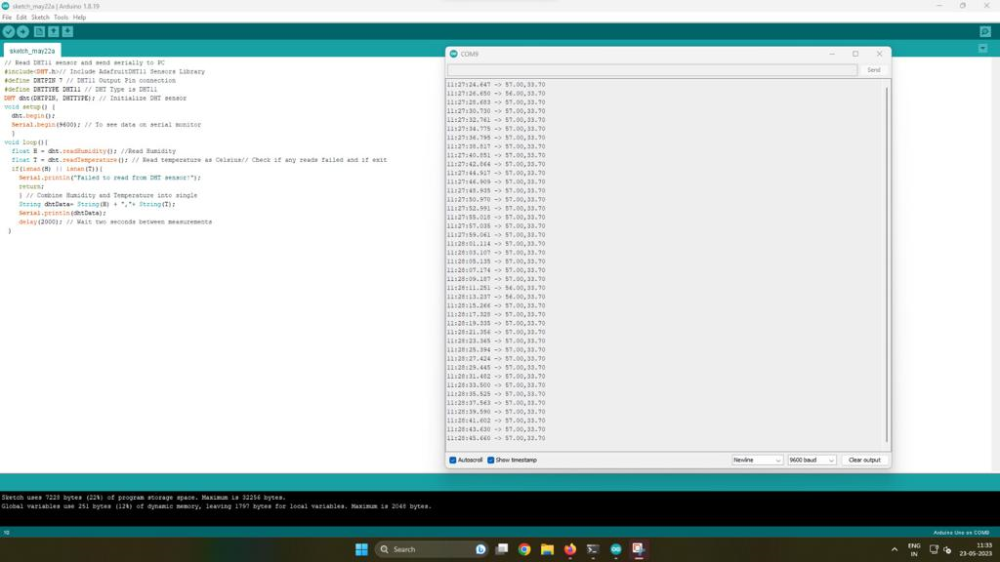 sketch_may22a | Arduino 1.8.19
File Edit Sketch Tools Help
sketch_may22a
// Read DHT11 sensor and send serially to PC
#include<DHT.h>// Include AdafruitDHT11 Sensors Library
#define DHTPIN 7 // DHT11 Output Pin connection
#define DHTTYPE DHT11 // DHT Type is DHT11
DHT dht(DHTPIN, DHTTYPE); // Initialize DHT sensor
void setup() {
dht.begin();
Serial.begin(9600); // To see data on serial monitor
}
void loop(){
float H = dht.readHumidity(); //Read Humidity
float T = dht.readTemperature(); // Read temperature as Celsius// Check if any reads failed and if exit
if(isnan(H) || isnan(T)){
Serial.println("Failed to read from DHT sensor!");
return;
} // Combine Humidity and Temperature into single
String dhtData= String(H) + ","+ String(T);
Serial.println(dhtData);
delay(2000); // Wait two seconds between measurements
}
COM9
Send
11:27:24.647 -> 57.00,33.70
11:27:26.650 -> 56.00,33.70
11:27:28.683 -> 57.00,33.70
11:27:30.730 -> 57.00,33.70
11:27:32.761 -> 57.00,33.70
11:27:34.775 -> 57.00,33.70
11:27:36.795 -> 57.00,33.70
11:27:38.817 -> 57.00,33.70
11:27:40.851 -> 57.00,33.70
11:27:42.864 -> 57.00,33.70
11:27:44.917 -> 57.00,33.70
11:27:46.909 -> 57.00,33.70
11:27:48.935 -> 57.00,33.70
11:27:50.970 -> 57.00,33.70
11:27:52.991 -> 57.00,33.70
11:27:55.018 -> 57.00,33.70
11:27:57.035 -> 57.00,33.70
11:27:59.061 -> 57.00,33.70
11:28:01.114 -> 57.00,33.70
11:28:03.107 -> 57.00,33.70
11:28:05.135 -> 57.00,33.70
11:28:07.174 -> 57.00,33.70
11:28:09.187 -> 57.00,33.70
11:28:11.251 -> 56.00,33.70
11:28:13.237 -> 56.00,33.70
11:28:15.266 -> 57.00,33.70
11:28:17.328 -> 57.00,33.70
11:28:19.335 -> 57.00,33.70
11:28:21.356 -> 57.00,33.70
11:28:23.365 -> 57.00,33.70
11:28:25.394 -> 57.00,33.70
11:28:27.424 -> 57.00,33.70
11:28:29.445 -> 57.00,33.70
11:28:31.482 -> 57.00,33.70
11:28:33.500 -> 57.00,33.70
11:28:35.525 -> 57.00,33.70
11:28:37.563 -> 57.00,33.70
11:28:39.590 -> 57.00,33.70
11:28:41.602 -> 57.00,33.70
11:28:43.630 -> 57.00,33.70
11:28:45.660 -> 57.00,33.70
Autoscroll Show timestamp Newline 9600 baud Clear output
Sketch uses 7228 bytes (22%) of program storage space. Maximum is 32256 bytes.
Global variables use 251 bytes (12%) of dynamic memory, leaving 1797 bytes for local variables. Maximum is 2048 bytes.
Arduino Uno on COM9
Search
ENG IN
11:33
23-05-2023